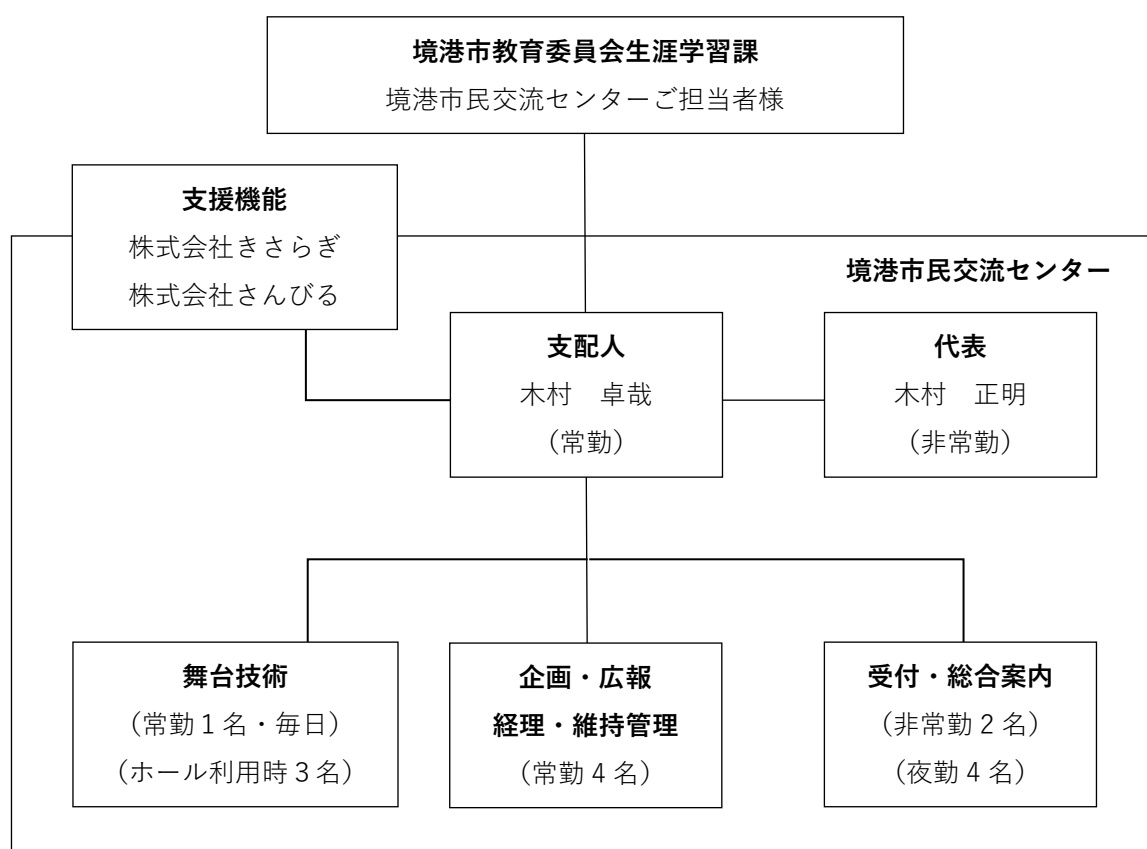 境港市教育委員会生涯学習課
境港市民交流センターご担当者様
支援機能
株式会社きさらぎ
株式会社さんびる
境港市民交流センター
支配人
木村　卓哉
（常勤）
代表
木村　正明
（非常勤）
舞台技術
（常勤１名・毎日）
（ホール利用時３名）
企画・広報
経理・維持管理
（常勤４名）
受付・総合案内
（非常勤２名）
（夜勤４名）